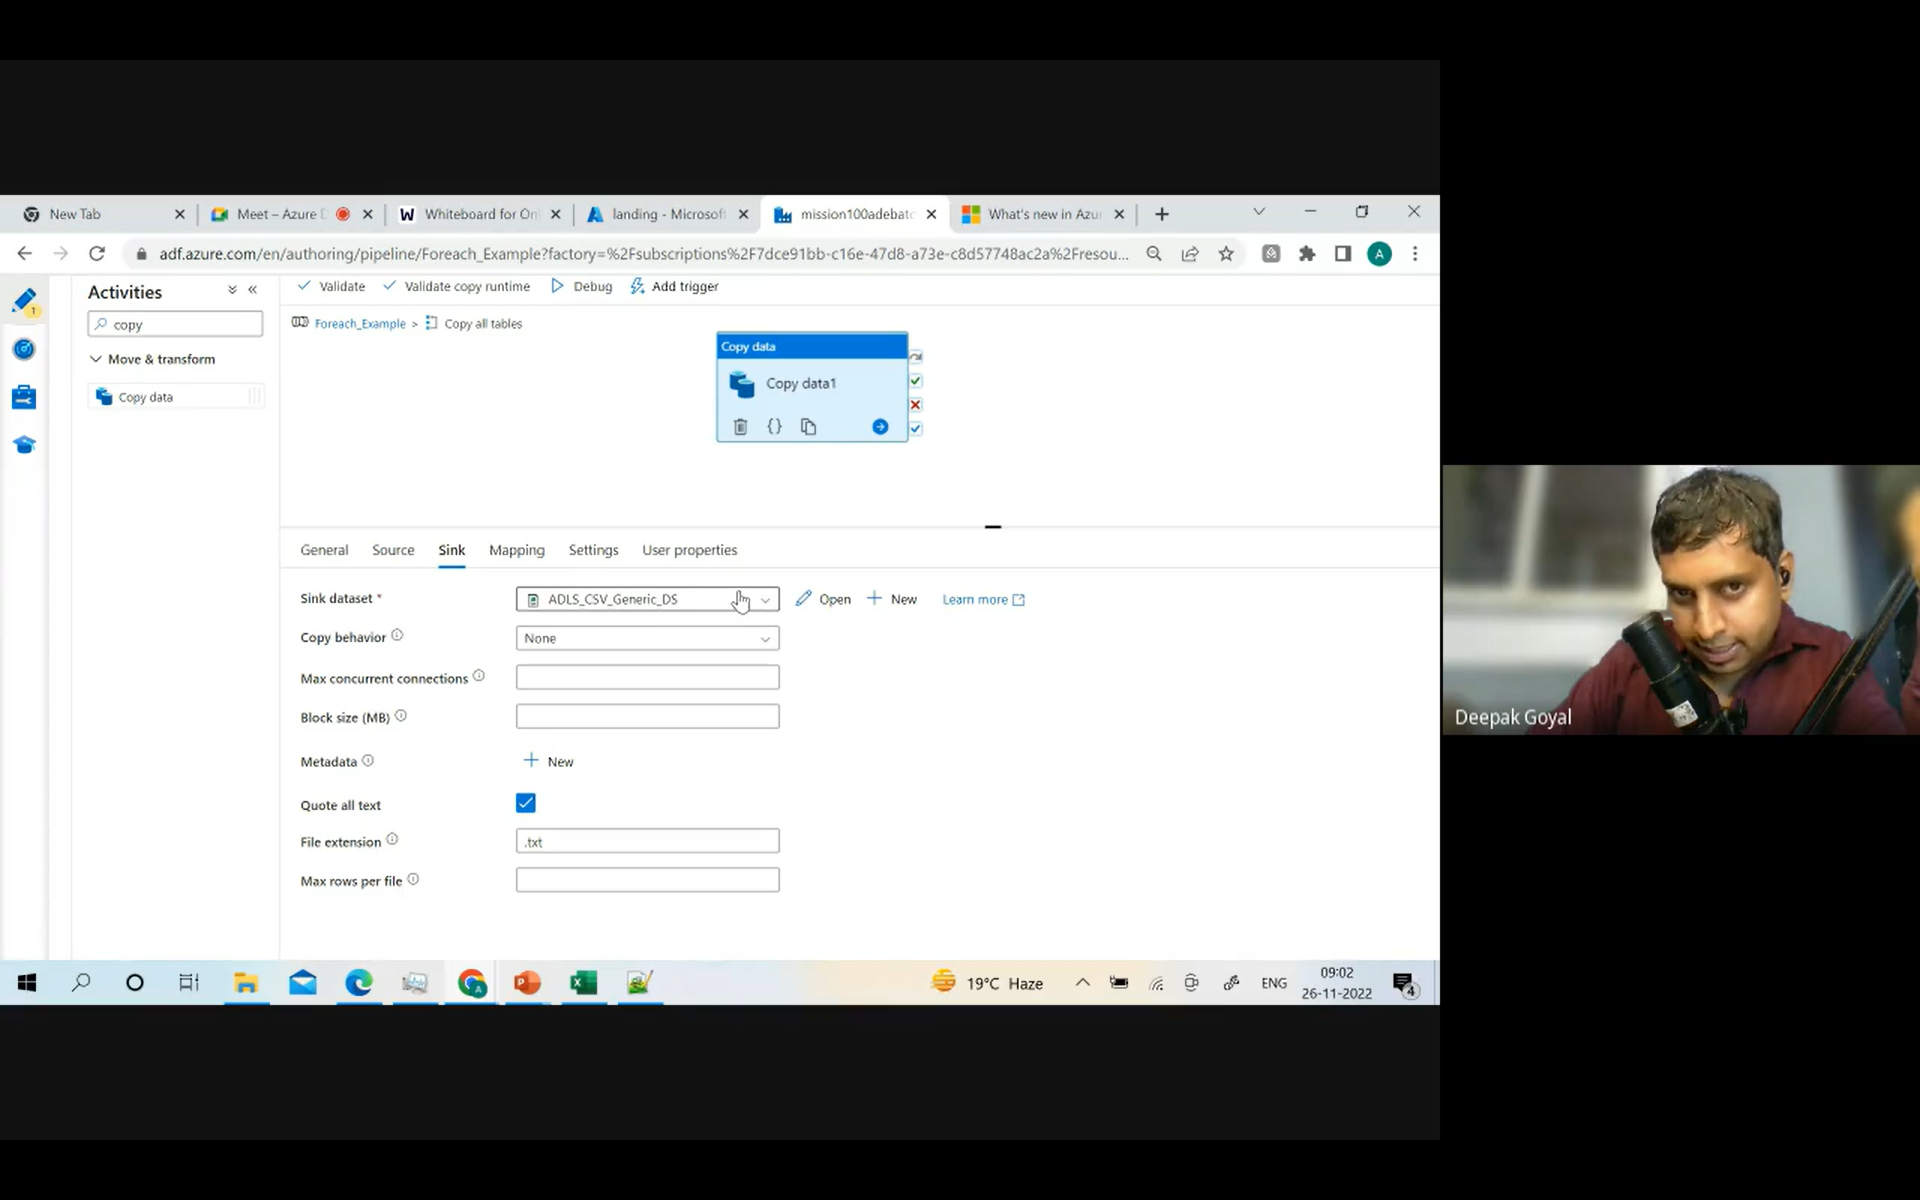 New Tab
Meet – Azure D
W Whiteboard for Onl
landing - Microsoft
mission100adebatc
What's new in Azur
adf.azure.com/en/authoring/pipeline/Foreach_Example?factory=%2Fsubscriptions%2F7dce91bb-c16e-47d8-a73e-c8d57748ac2a%2Fresou...
A
1
Activities
copy
Move & transform
Copy data
Validate
Validate copy runtime
Debug
Add trigger
Foreach_Example > Copy all tables
Copy data
Copy data1
General
Source
Sink
Mapping
Settings
User properties
Sink dataset *
ADLS_CSV_Generic_DS
Open
New
Learn more
Copy behavior
None
Max concurrent connections
Block size (MB)
Metadata
New
Quote all text
File extension
.txt
Max rows per file
Deepak Goyal
19°C Haze
ENG
09:02
26-11-2022
4